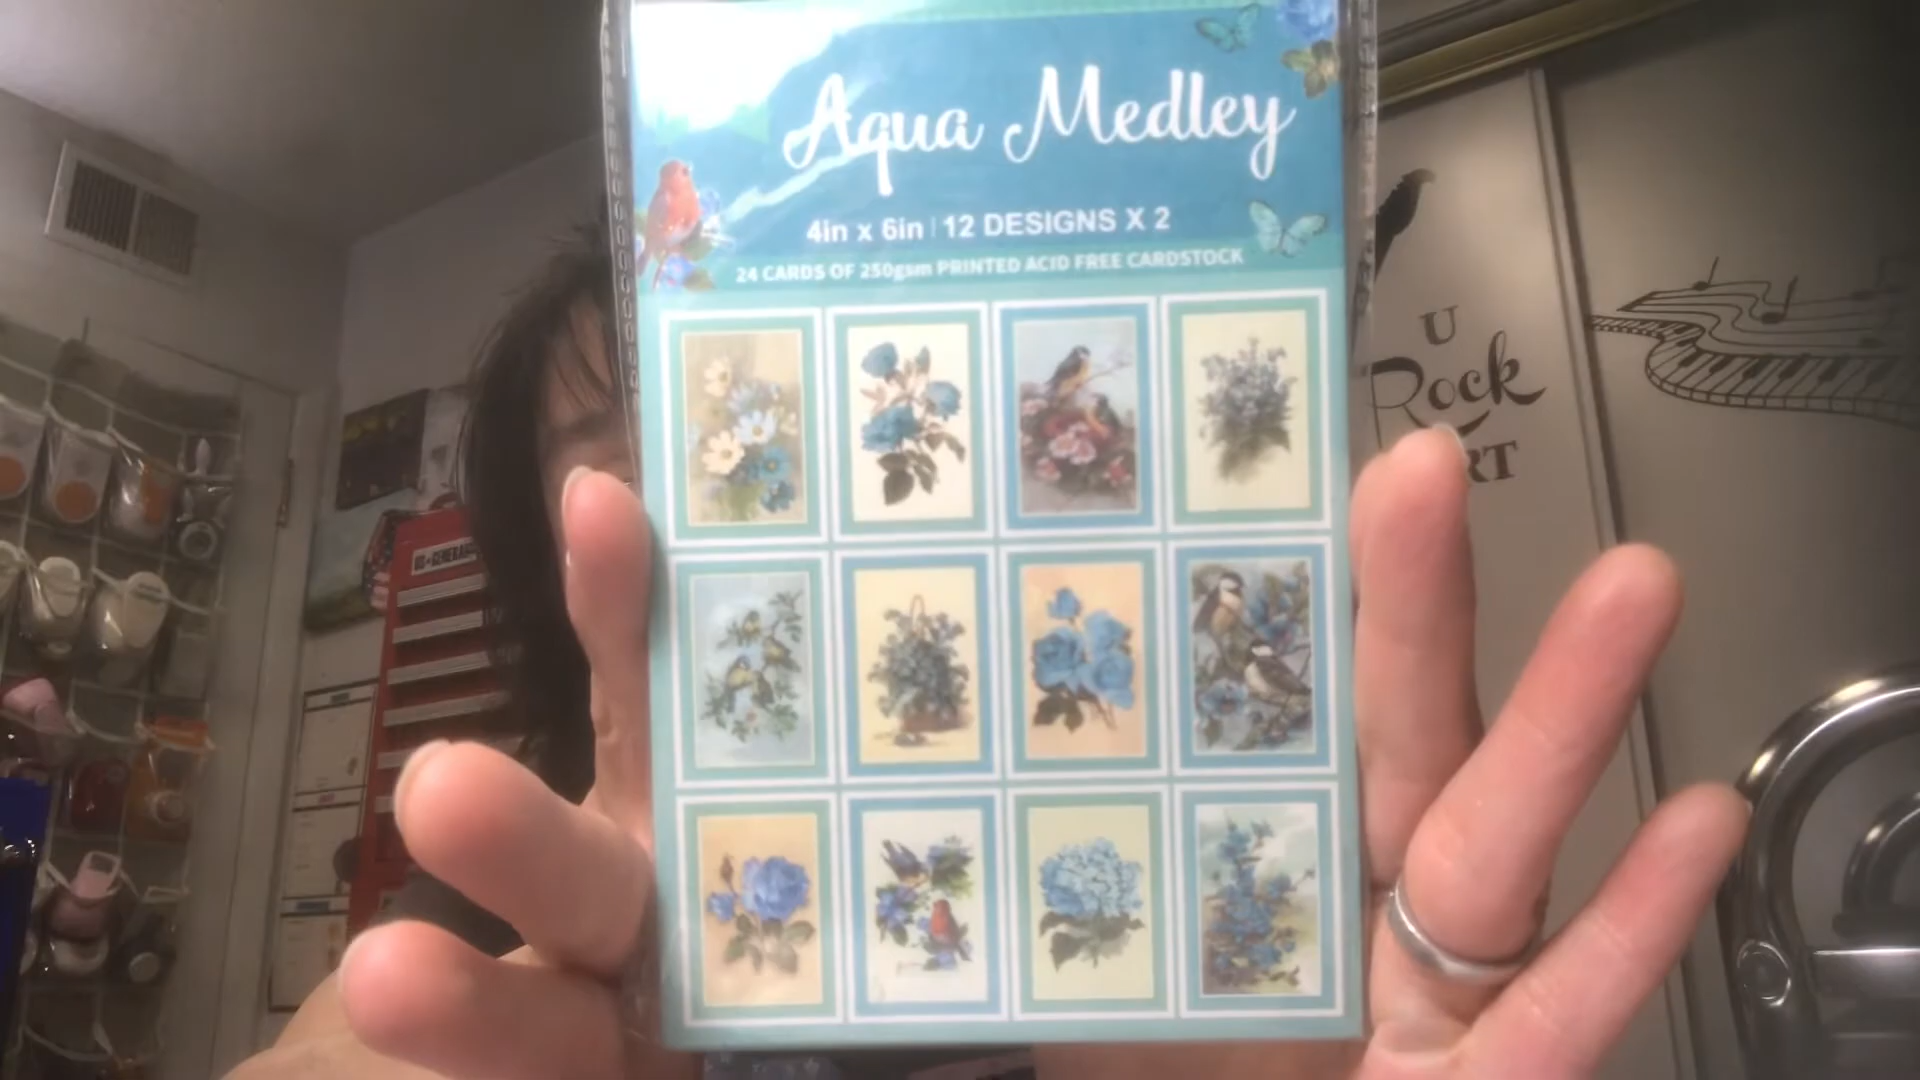 Aqua Medley
4in x 6in | 12 DESIGNS X 2
24 CARDS OF 250gsm PRINTED ACID FREE CARDSTOCK
U
Rock
RT